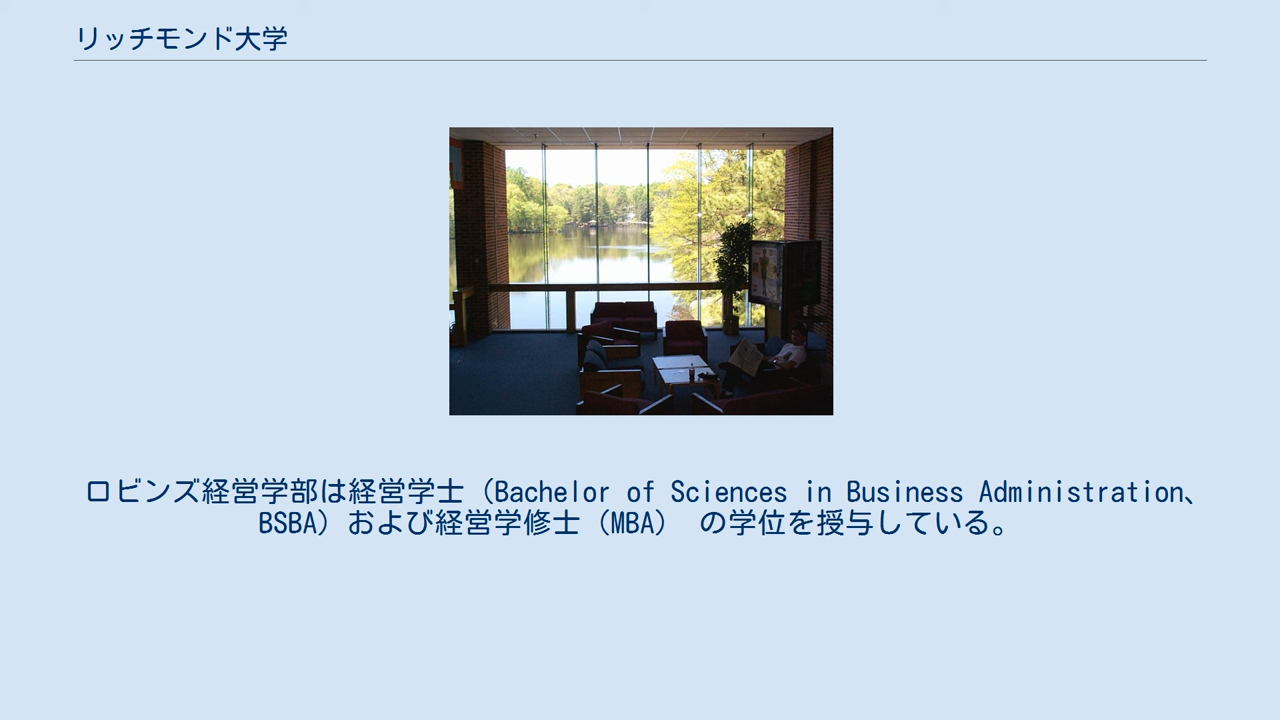 リッチモンド大学
ロビンズ経営学部は経営学士（Bachelor of Sciences in Business Administration、
BSBA）および経営学修士（MBA） の学位を授与している。